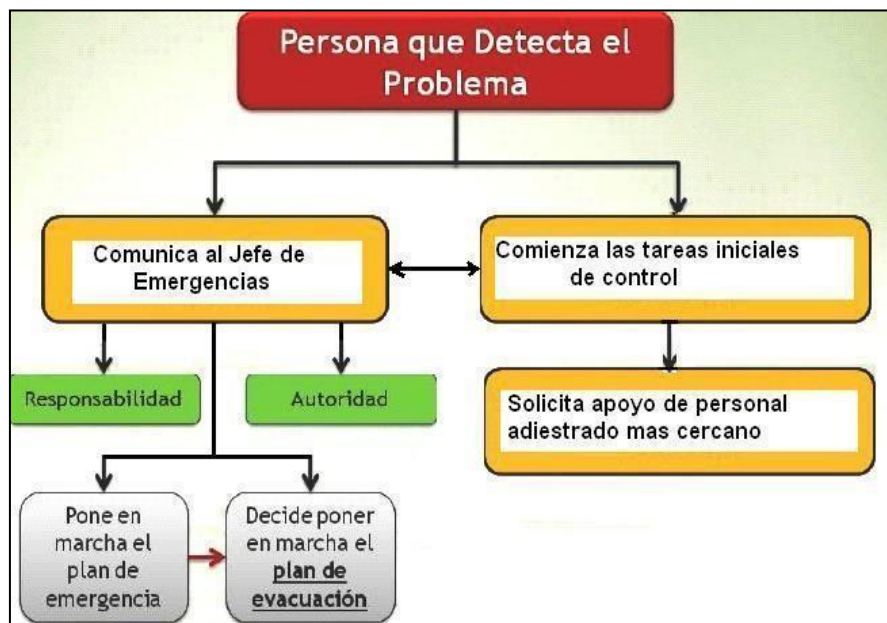 Persona que Detecta el
Problema
Comunica al Jefe de
Emergencias
Comienza las tareas iniciales
de control
Responsabilidad
Autoridad
Solicita apoyo de personal
adiestrado mas cercano
Pone en
marcha el
plan de
emergencia
Decide poner
en marcha el
plan de
evacuación